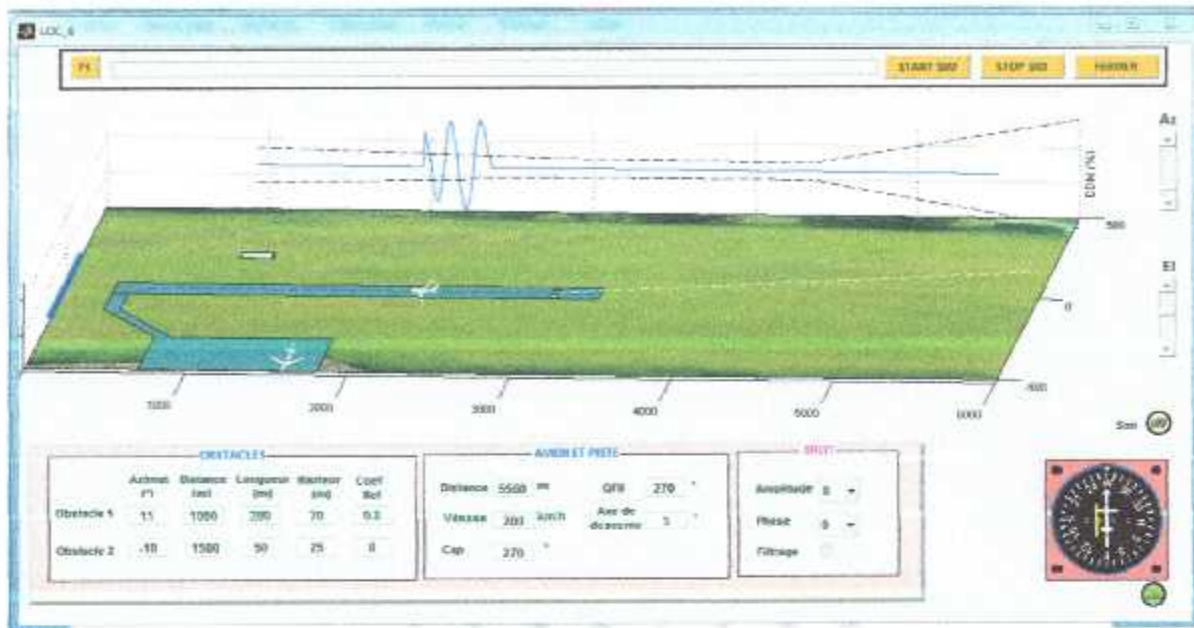 LOC_6
START SIM STOP SIM FERMER
Az
DDM (%)
500
El
0
-500
1000 2000 3000 4000 5000 6000
Son
OBSTACLES
Azimut Distance Longueur Hauteur Coef
(°) (m) (m) (m) Ref
Obstacle 1 11 1000 200 70
Obstacle 2 -10 1500 50 25 0
AVION ET PISTE
Distance 5500 m QFU 270 °
Vitesse 200 km/h Axe de descente 3 °
Cap 270 °
BRUIT
Amplitude 0
Phase 0
Filtrage